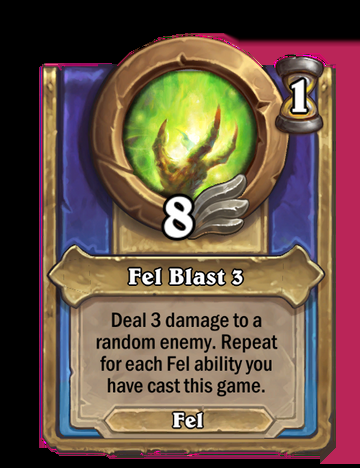 1
8
Fel Blast 3
Deal 3 damage to a
random enemy. Repeat
for each Fel ability you
have cast this game.
Fel